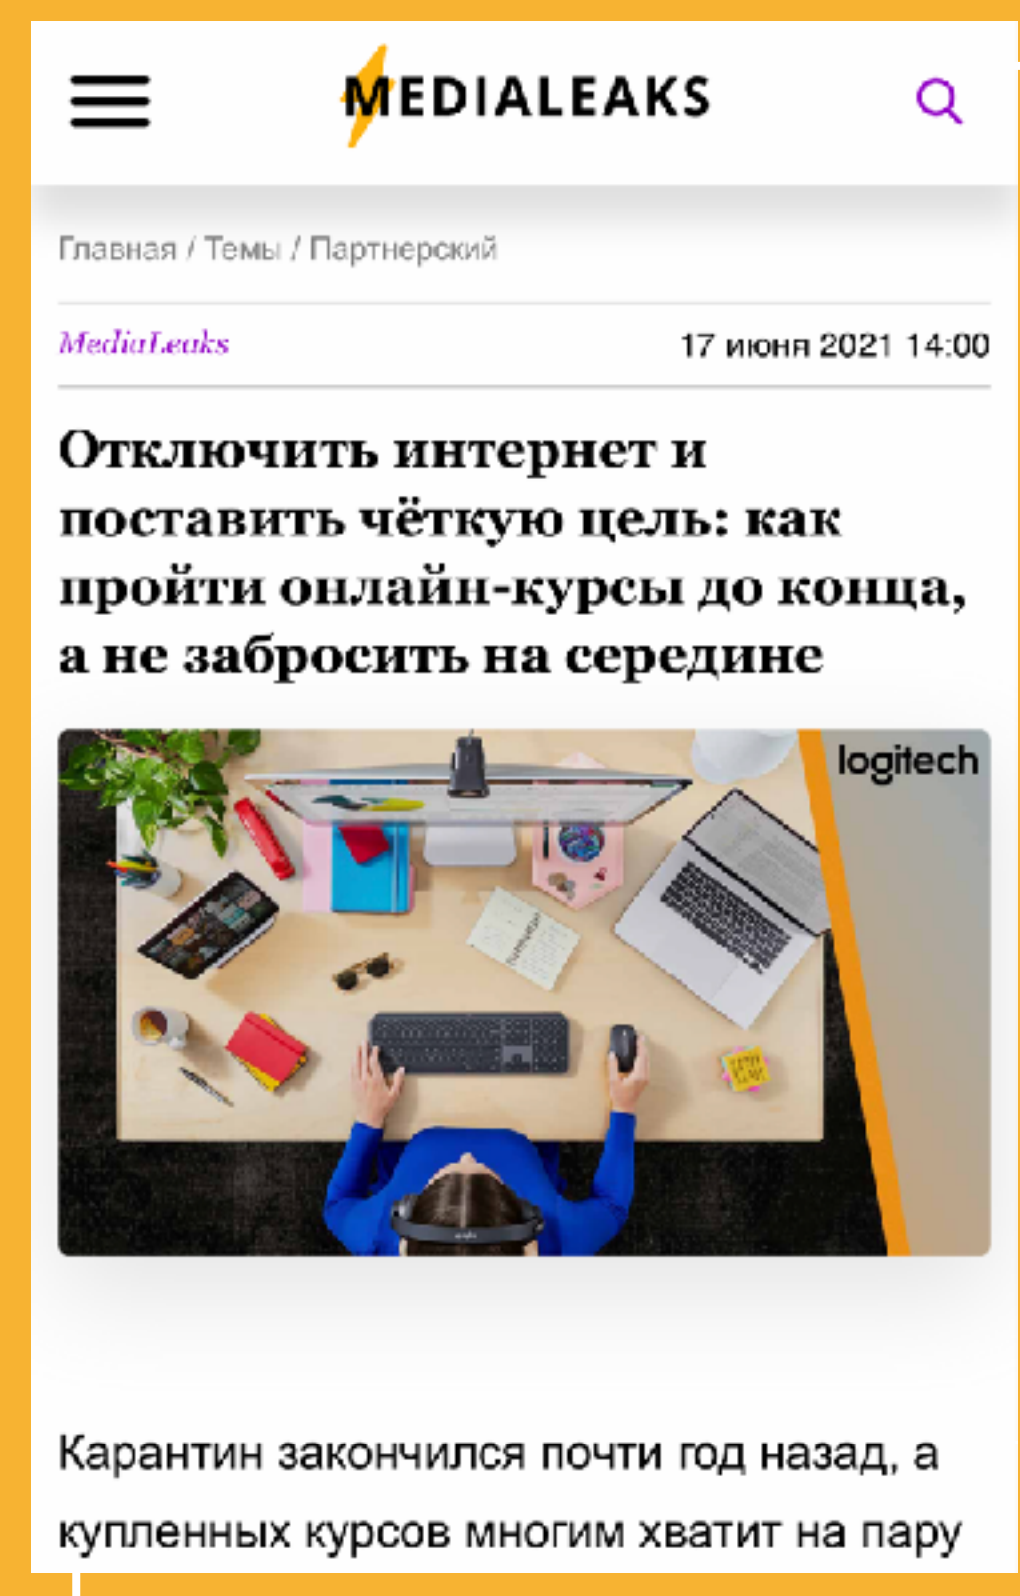 MEDIALEAKS
Главная / Темы / Партнерский
MediaLeaks
17 июня 2021 14:00
Отключить интернет и
поставить чёткую цель: как
пройти онлайн-курсы до конца,
а не забросить на середине
logitech
Карантин закончился почти год назад, а
купленных курсов многим хватит на пару